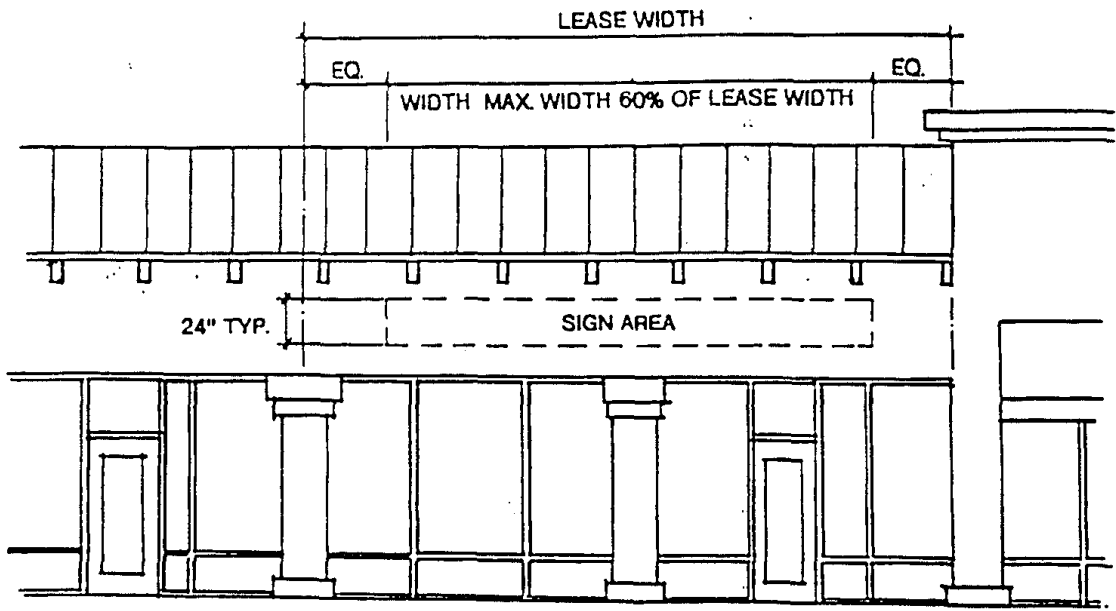 LEASE WIDTH
EQ. EQ.
WIDTH MAX. WIDTH 60% OF LEASE WIDTH
24" TYP. SIGN AREA